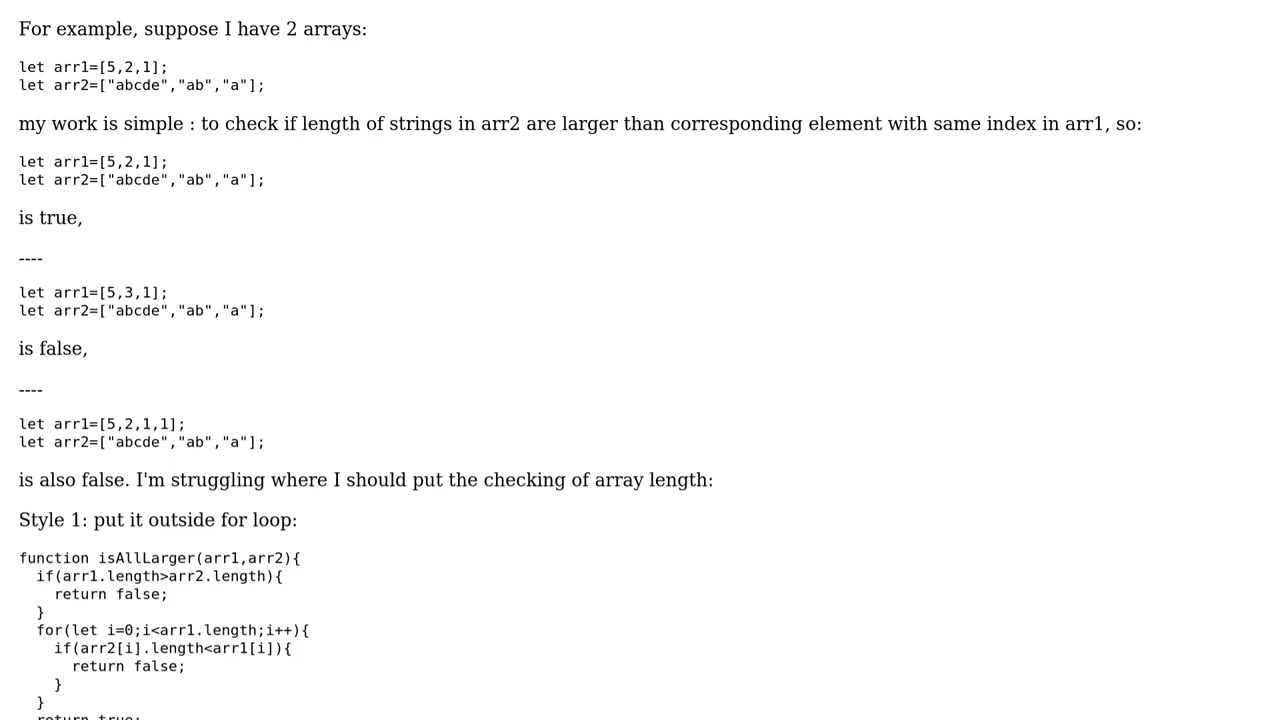 For example, suppose I have 2 arrays:
let arr1=[5,2,1];
let arr2=["abcde","ab","a"];
my work is simple : to check if length of strings in arr2 are larger than corresponding element with same index in arr1, so:
let arr1=[5,2,1];
let arr2=["abcde","ab","a"];
is true,
----
let arr1=[5,3,1];
let arr2=["abcde","ab","a"];
is false,
----
let arr1=[5,2,1,1];
let arr2=["abcde","ab","a"];
is also false. I'm struggling where I should put the checking of array length:
Style 1: put it outside for loop:
function isAllLarger(arr1,arr2){
  if(arr1.length>arr2.length){
    return false;
  }
  for(let i=0;i<arr1.length;i++){
    if(arr2[i].length<arr1[i]){
      return false;
    }
  }
  return true;